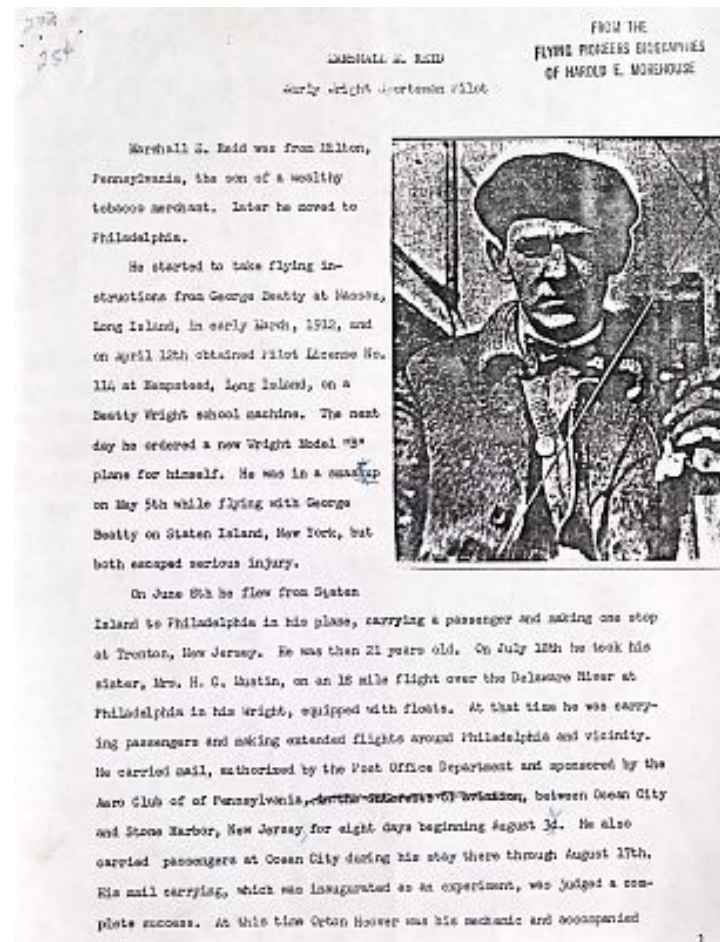 274
25¢
FROM THE
FLYING PIONEERS BIOGRAPHIES
OF HAROLD E. MOREHOUSE
MARSHALL E. REID
Early Wright Sportsman Pilot
Marshall E. Reid was from Milton,
Pennsylvania, the son of a wealthy
tobacco merchant. Later he moved to
Philadelphia.
He started to take flying in-
structions from George Beatty at Nassau,
Long Island, in early March, 1912, and
on April 12th obtained Pilot License No.
114 at Hempstead, Long Island, on a
Beatty Wright school machine. The next
day he ordered a new Wright Model "B"
plane for himself. He was in a smashup
on May 5th while flying with George
Beatty on Staten Island, New York, but
both escaped serious injury.
On June 8th he flew from Staten
Island to Philadelphia in his plane, carrying a passenger and making one stop
at Trenton, New Jersey. He was then 21 years old. On July 12th he took his
sister, Mrs. H. C. Mustin, on an 18 mile flight over the Delaware River at
Philadelphia in his Wright, equipped with floats. At that time he was carry-
ing passengers and making extended flights around Philadelphia and vicinity.
He carried mail, authorized by the Post Office Department and sponsored by the
Aero Club of of Pennsylvania, in the interests of aviation, between Ocean City
and Stone Harbor, New Jersey, for eight days beginning August 3d. He also
carried passengers at Ocean City during his stay there through August 17th.
His mail carrying, which was inaugurated as an experiment, was judged a com-
plete success. At this time Orton Hoover was his mechanic and accompanied
1